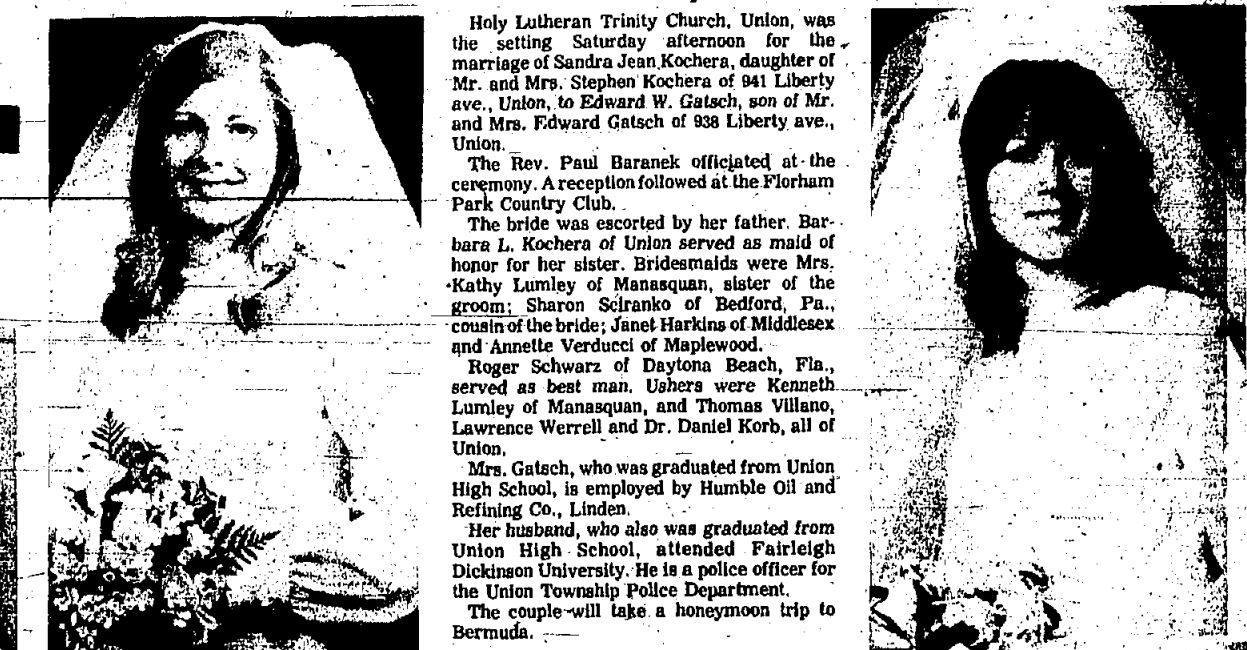 Holy Lutheran Trinity Church, Union, was
the setting Saturday afternoon for the
marriage of Sandra Jean Kochera, daughter of
Mr. and Mrs. Stephen Kochera of 941 Liberty
ave., Union, to Edward W. Gatsch, son of Mr.
and Mrs. Edward Gatsch of 938 Liberty ave.,
Union.
The Rev. Paul Baranek officiated at the
ceremony. A reception followed at the Florham
Park Country Club.
The bride was escorted by her father. Bar-
bara L. Kochera of Union served as maid of
honor for her sister. Bridesmaids were Mrs.
Kathy Lumley of Manasquan, sister of the
groom; Sharon Sciranko of Bedford, Pa.,
cousin of the bride; Janet Harkins of Middlesex
and Annette Verducci of Maplewood.
Roger Schwarz of Daytona Beach, Fla.,
served as best man. Ushers were Kenneth
Lumley of Manasquan, and Thomas Villano,
Lawrence Werrell and Dr. Daniel Korb, all of
Union.
Mrs. Gatsch, who was graduated from Union
High School, is employed by Humble Oil and
Refining Co., Linden.
Her husband, who also was graduated from
Union High School, attended Fairleigh
Dickinson University. He is a police officer for
the Union Township Police Department.
The couple will take a honeymoon trip to
Bermuda.